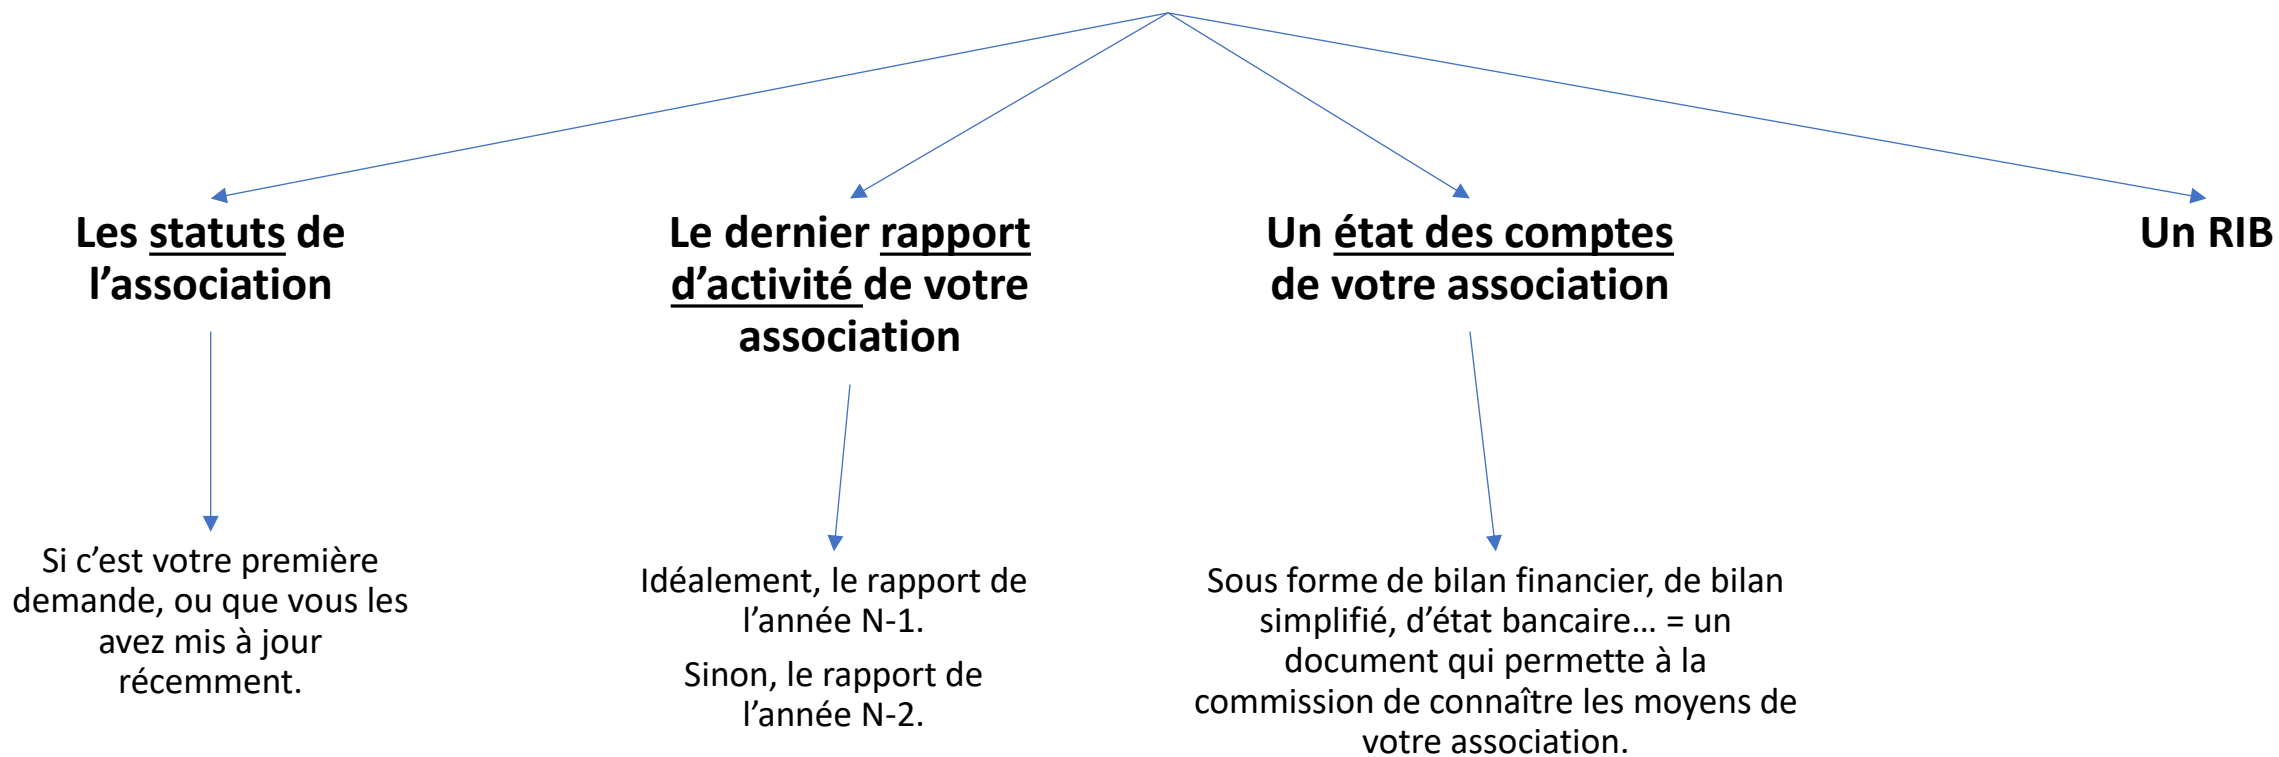 Les statuts de
l’association
Le dernier rapport
d’activité de votre
association
Un état des comptes
de votre association
Un RIB
Si c’est votre première
demande, ou que vous les
avez mis à jour
récemment.
Idéalement, le rapport de
l’année N-1.
Sinon, le rapport de
l’année N-2.
Sous forme de bilan financier, de bilan
simplifié, d’état bancaire… = un
document qui permette à la
commission de connaître les moyens de
votre association.